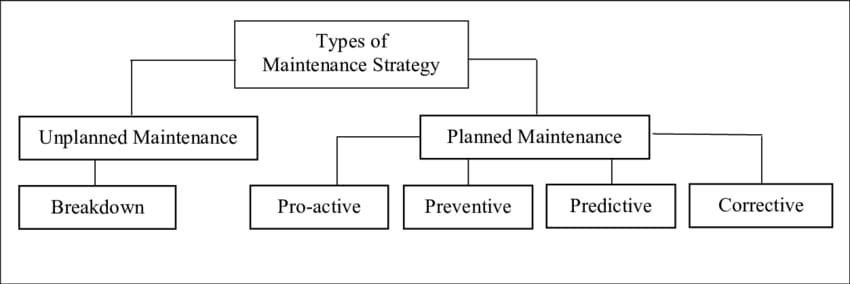 Types of
Maintenance Strategy
Unplanned Maintenance
Planned Maintenance
Breakdown
Pro-active
Preventive
Predictive
Corrective